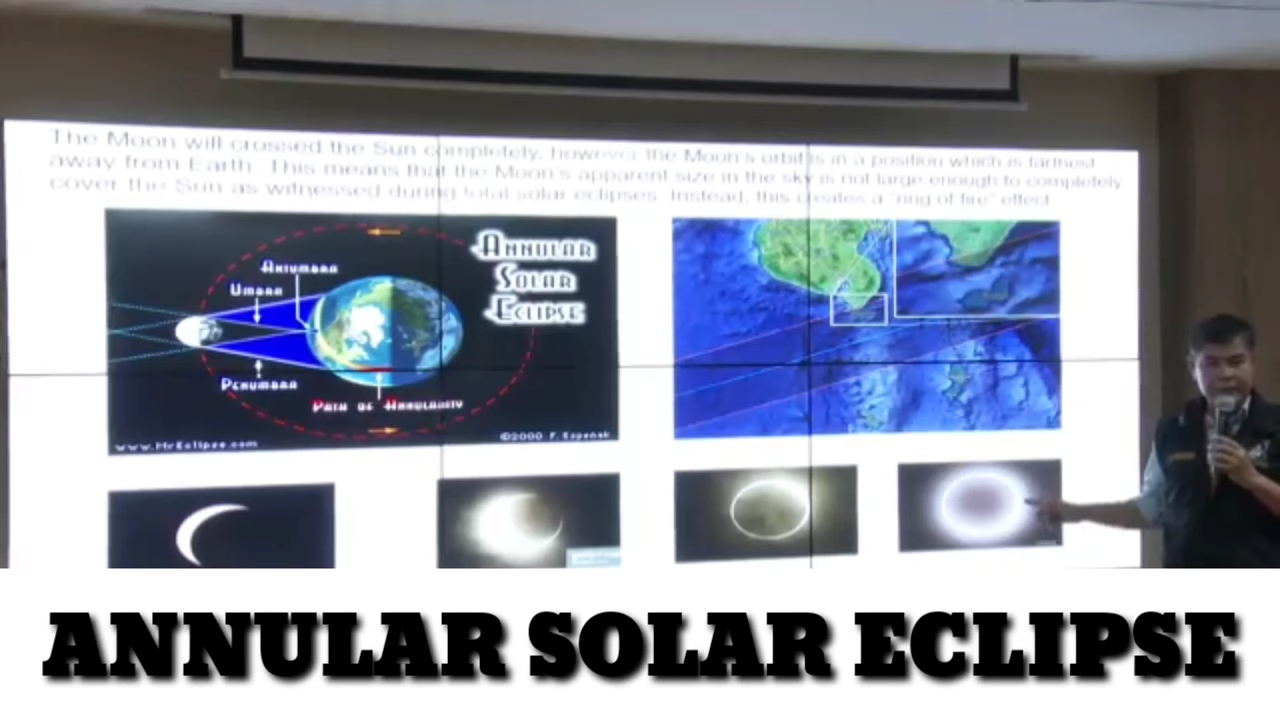 The Moon will crossed the Sun completely, however the Moon's orbit is in a position which is farthest
away from Earth. This means that the Moon's apparent size in the sky is not large enough to completely
cover the Sun as witnessed during total solar eclipses. Instead, this creates a "ring of fire" effect
ANNULAR
SOLAR
ECLIPSE
ANTUMBRA
UMBRA
PENUMBRA
PATH OF ANNULARITY
www.MrEclipse.com
©2000 F. Espenak
ANNULAR SOLAR ECLIPSE